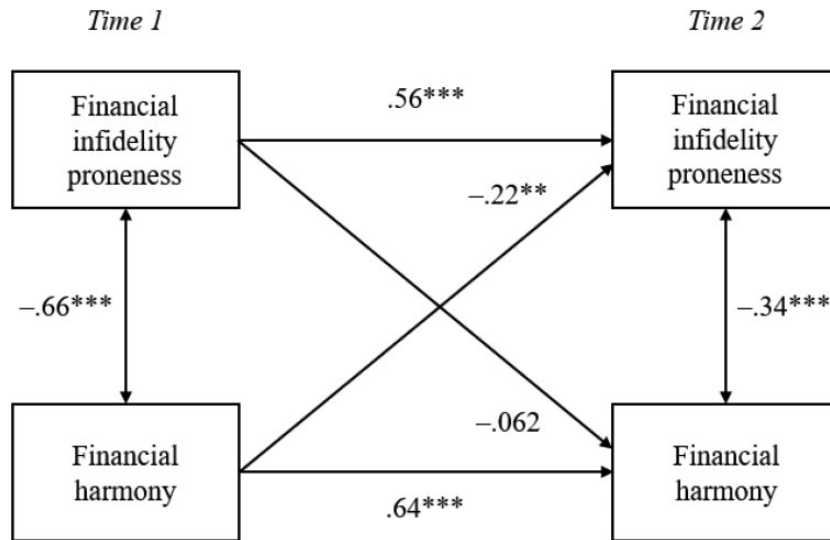 Time 1
Time 2
Financial
infidelity
proneness
.56***
Financial
infidelity
proneness
–.22**
–.66***
–.34***
Financial
harmony
–.062
.64***
Financial
harmony